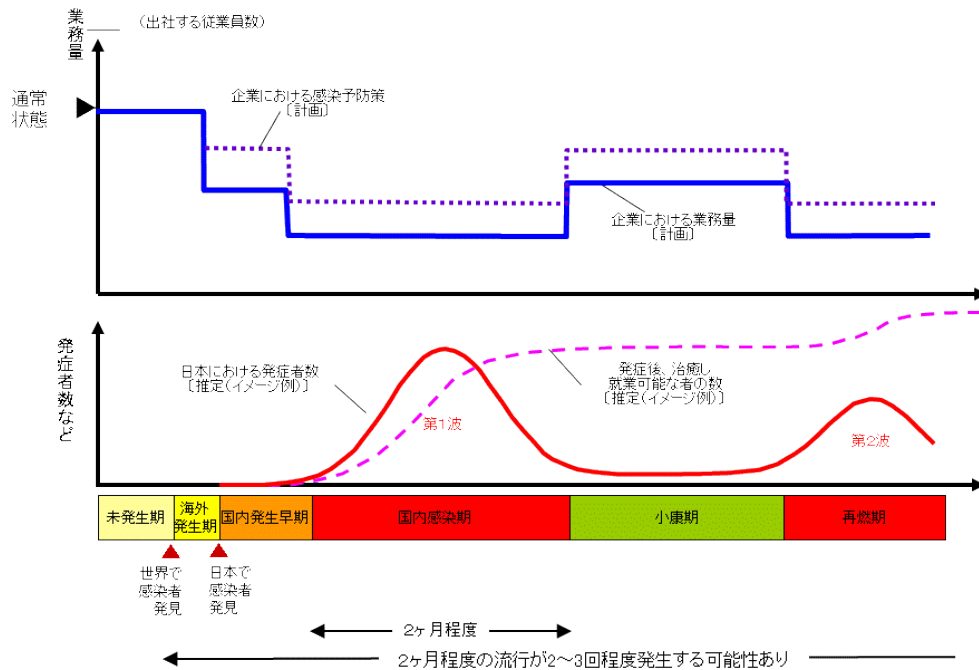 業務量
（出社する従業員数）
通常
状態
企業における感染予防策
〔計画〕
企業における業務量
〔計画〕
発症者数など
日本における発症者数
〔推定（イメージ例）〕
発症後、治癒し
就業可能な者の数
〔推定（イメージ例）〕
第1波
第2波
未発生期
海外
発生期
国内発生早期
国内感染期
小康期
再燃期
世界で
感染者
発見
日本で
感染者
発見
2ヶ月程度
2ヶ月程度の流行が2～3回程度発生する可能性あり